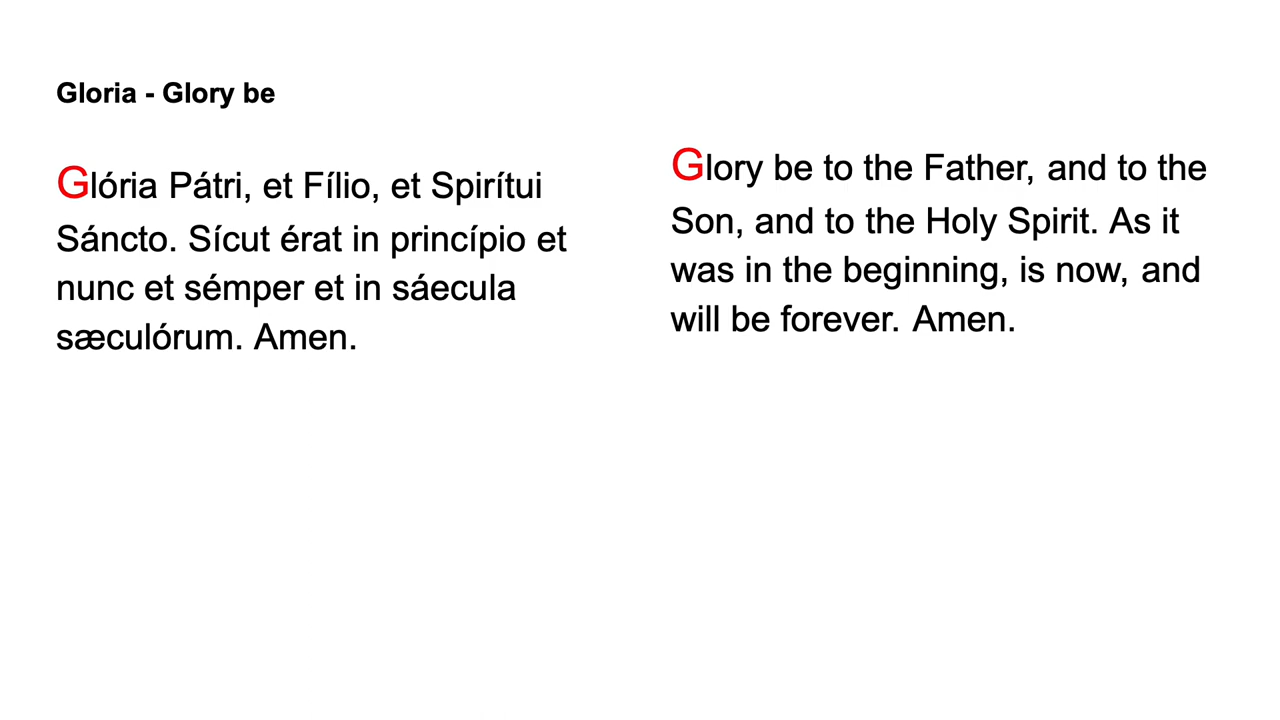 Gloria - Glory be
Glória Pátri, et Fílio, et Spirítui
Sáncto. Sícut érat in princípio et
nunc et sémper et in sáecula
sæculórum. Amen.
Glory be to the Father, and to the
Son, and to the Holy Spirit. As it
was in the beginning, is now, and
will be forever. Amen.